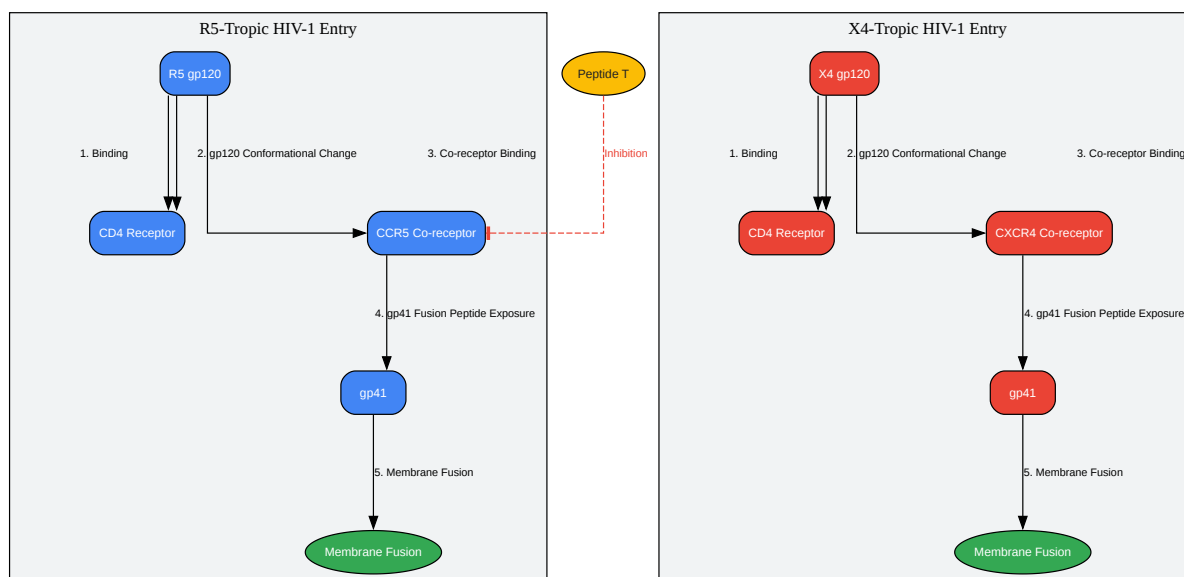 R5-Tropic HIV-1 Entry
R5 gp120
1. Binding
2. gp120 Conformational Change
3. Co-receptor Binding
CD4 Receptor
CCR5 Co-receptor
4. gp41 Fusion Peptide Exposure
gp41
5. Membrane Fusion
Membrane Fusion
Peptide T
Inhibition
X4-Tropic HIV-1 Entry
X4 gp120
1. Binding
2. gp120 Conformational Change
3. Co-receptor Binding
CD4 Receptor
CXCR4 Co-receptor
4. gp41 Fusion Peptide Exposure
gp41
5. Membrane Fusion
Membrane Fusion